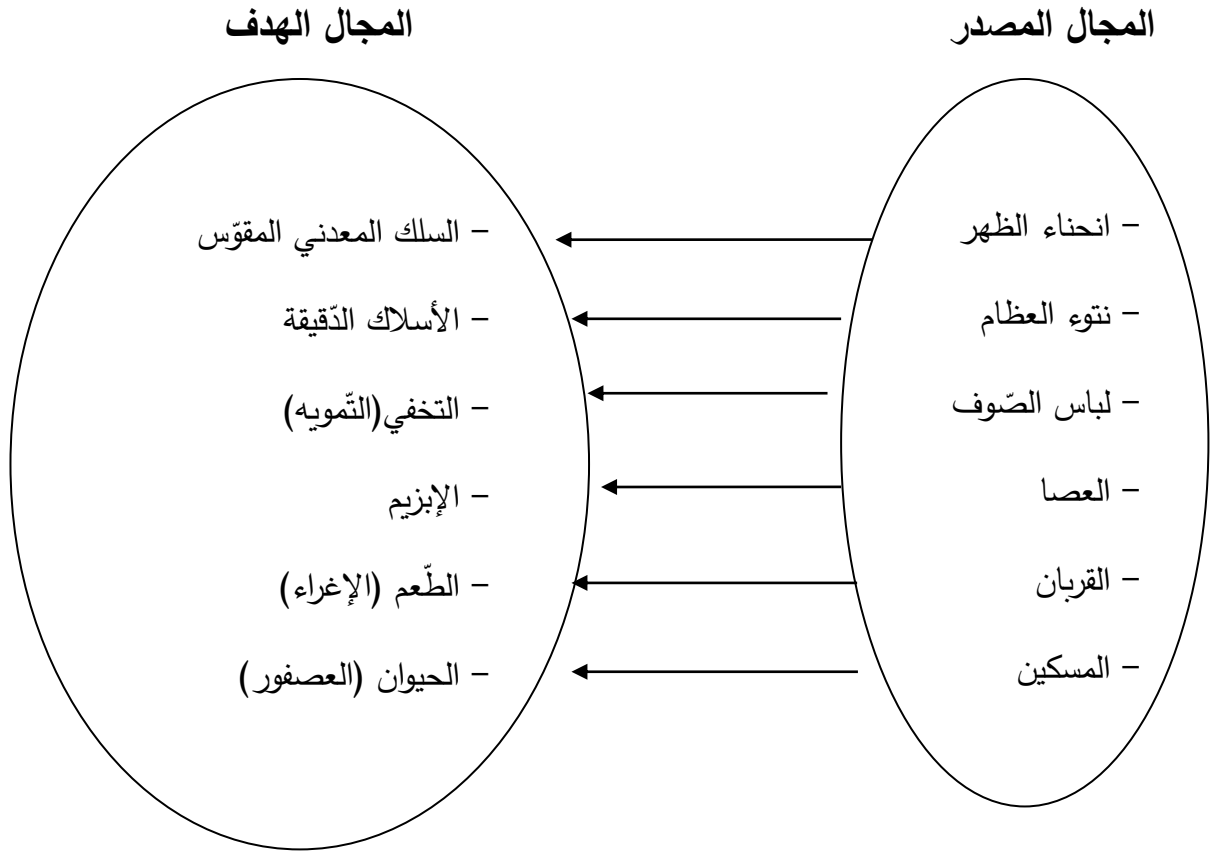 المجال المصدر
المجال الهدف
– انحناء الظهر
– السلك المعدني المقوّس
– نتوء العظام
– الأسلاك الدّقيقة
– لباس الصّوف
– التخفي(التّمويه)
– العصا
– الإبزيم
– القربان
– الطّعم (الإغراء)
– المسكين
– الحيوان (العصفور)